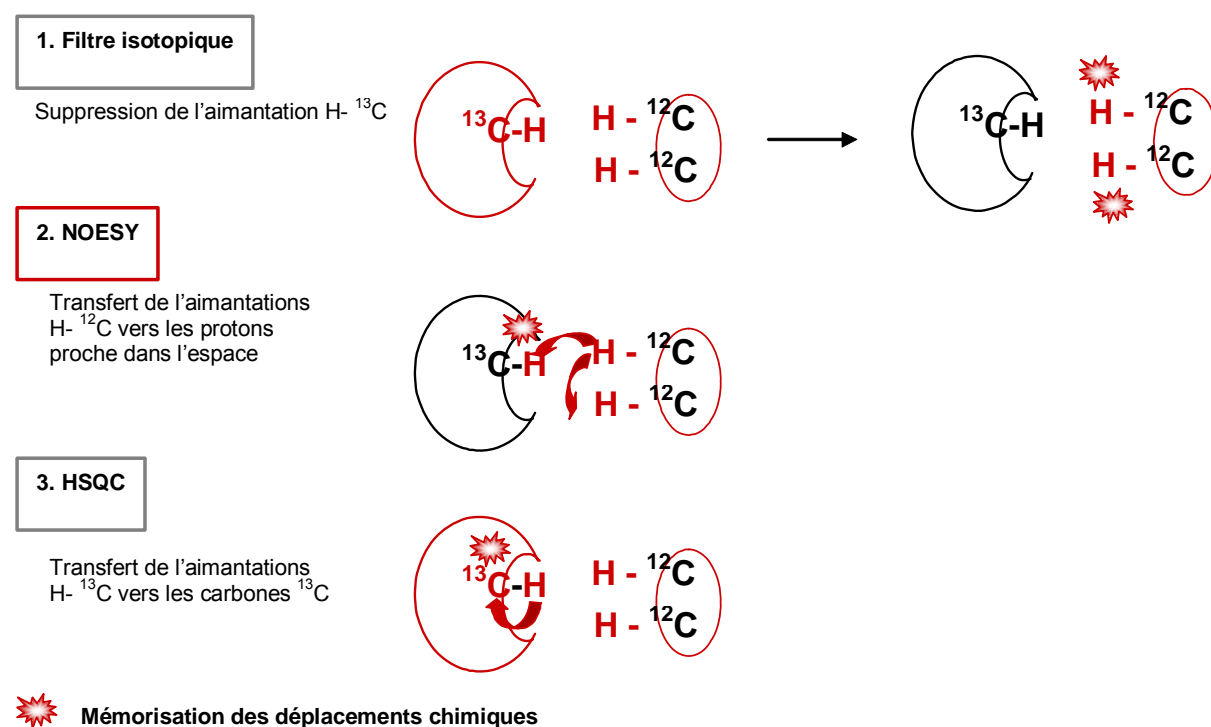 1. Filtre isotopique
Suppression de l'aimantation H- ¹³C
¹³C-H
H - ¹²C
H - ¹²C
¹³C-H
H - ¹²C
H - ¹²C
2. NOESY
Transfert de l'aimantations
H- ¹²C vers les protons
proche dans l'espace
¹³C-H
H - ¹²C
H - ¹²C
3. HSQC
Transfert de l'aimantations
H- ¹³C vers les carbones ¹³C
¹³C-H
H - ¹²C
H - ¹²C
Mémorisation des déplacements chimiques